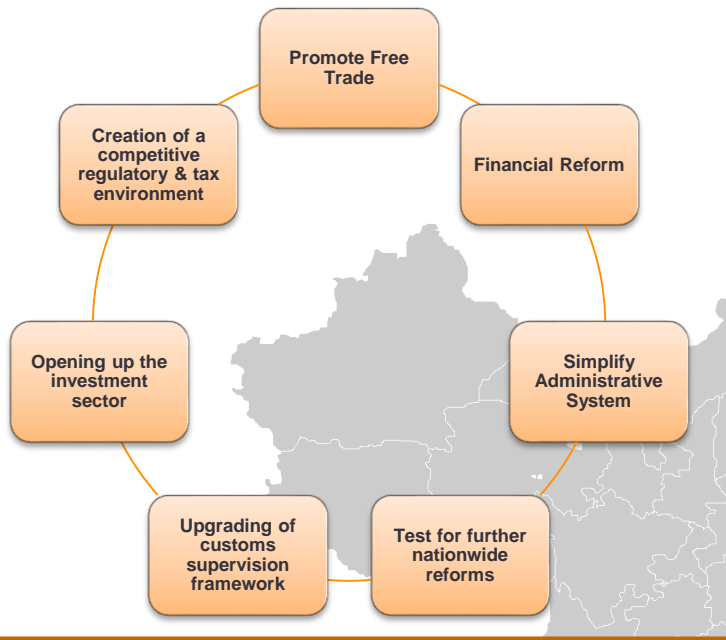 Promote Free
Trade
Financial Reform
Simplify
Administrative
System
Test for further
nationwide
reforms
Upgrading of
customs
supervision
framework
Opening up the
investment
sector
Creation of a
competitive
regulatory & tax
environment